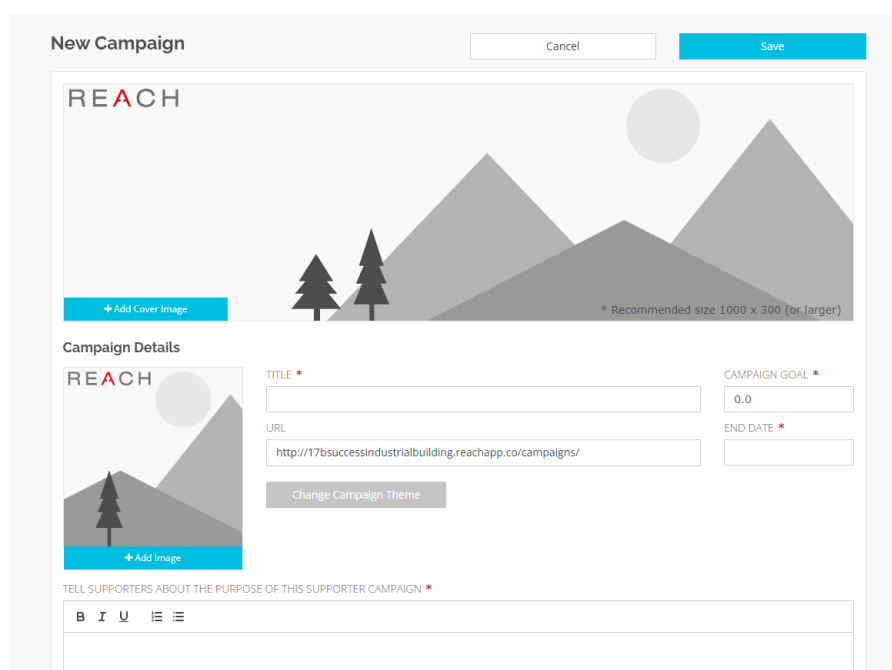 New Campaign
Cancel
Save
REACH
+ Add Cover Image
* Recommended size 1000 x 300 (or larger)
Campaign Details
REACH
+ Add Image
TITLE *
CAMPAIGN GOAL *
0.0
URL
END DATE *
http://17bsuccessindustrialbuilding.reachapp.co/campaigns/
Change Campaign Theme
TELL SUPPORTERS ABOUT THE PURPOSE OF THIS SUPPORTER CAMPAIGN *
B I U